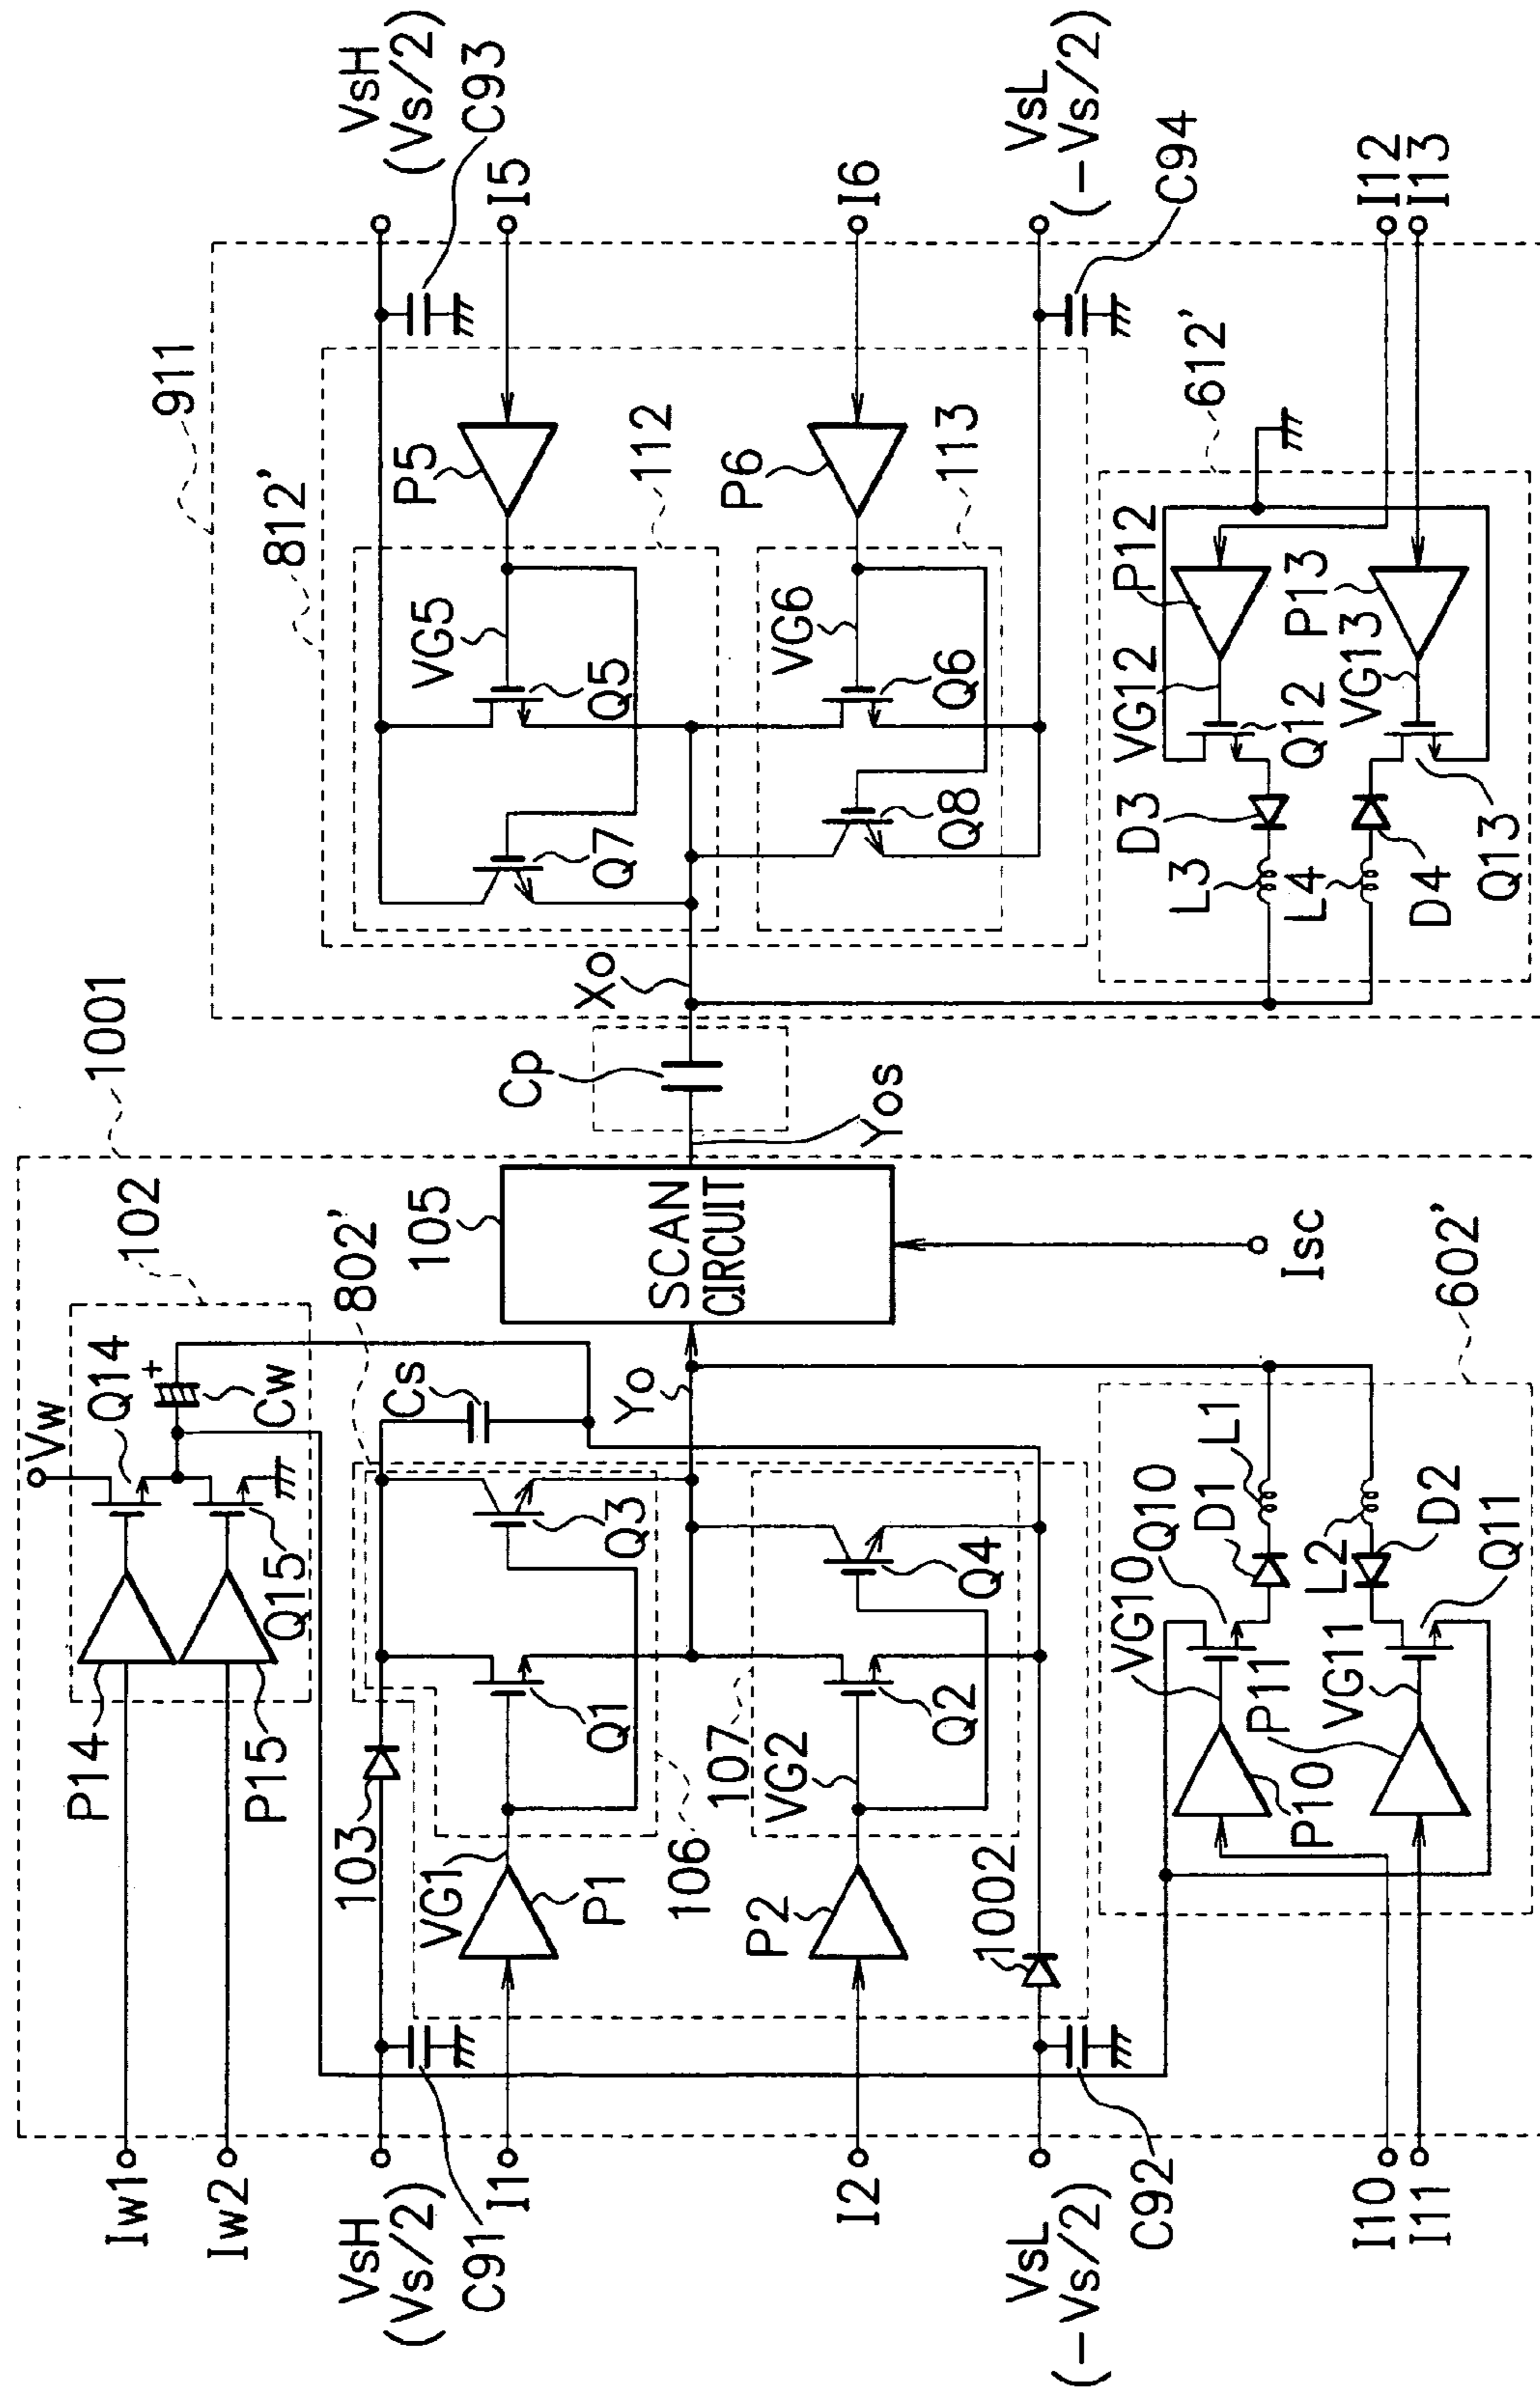 1001
102
Vw
Q14
+
Cw
P14
P15
Q15
Iw1
Iw2
802'
105
SCAN
CIRCUIT
Isc
Cs
Yo
Yos
Cp
103
VsH
(Vs/2)
C91
I1
VG1
P1
106
Q1
Q3
107
VG2
Q2
Q4
P2
I2
1002
VsL
(-Vs/2)
C92
602'
VG10
Q10
D1
L1
P10
P11
VG11
L2
D2
Q11
I10
I11
911
812'
VsH
(Vs/2)
C93
I5
P5
112
VG5
Q5
Q7
Xo
I6
P6
113
VG6
Q6
Q8
VsL
(-Vs/2)
C94
612'
P12
VG12
Q12
D3
L3
P13
VG13
L4
D4
Q13
I12
I13